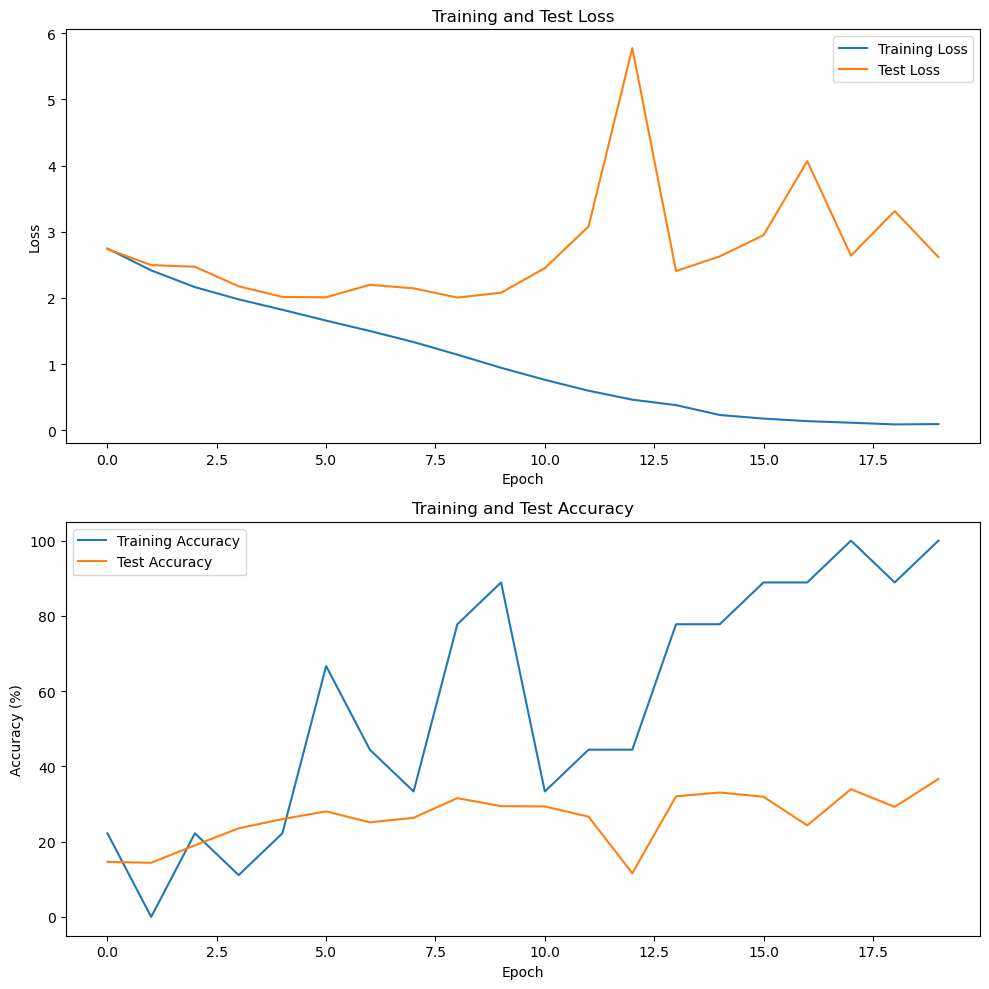 Training and Test Loss
6
5
4
3
2
1
0
Loss
Training Loss
Test Loss
0.0 2.5 5.0 7.5 10.0 12.5 15.0 17.5
Epoch
Training and Test Accuracy
100
80
60
40
20
0
Accuracy (%)
Training Accuracy
Test Accuracy
0.0 2.5 5.0 7.5 10.0 12.5 15.0 17.5
Epoch